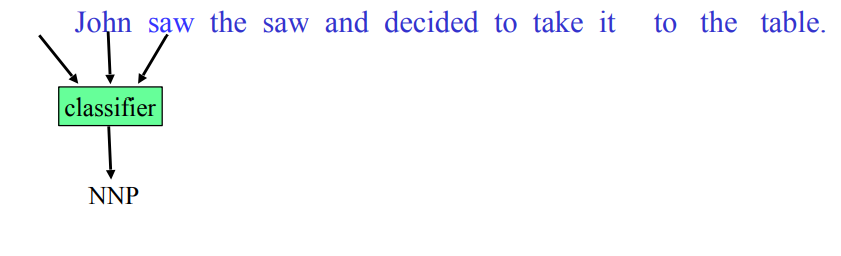 John saw the saw and decided to take it to the table.
classifier
NNP